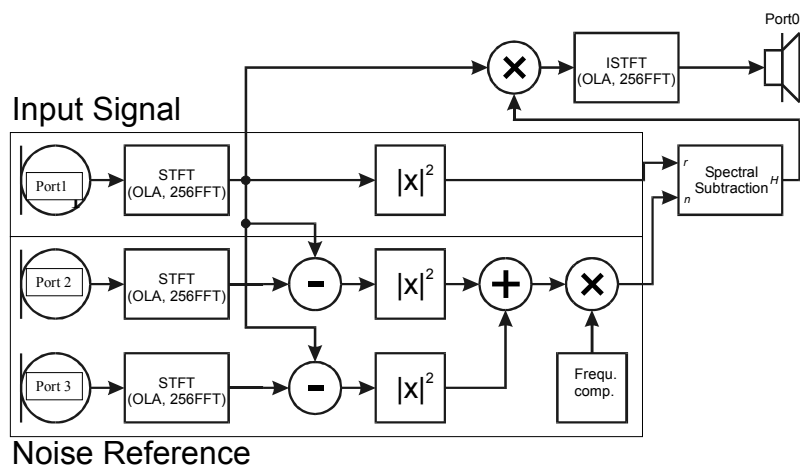 Port0
ISTFT
(OLA, 256FFT)
Input Signal
Port1
STFT
(OLA, 256FFT)
|x|²
r
n
Spectral
Subtraction
H
Port 2
STFT
(OLA, 256FFT)
-
|x|²
+
×
Port 3
STFT
(OLA, 256FFT)
-
|x|²
Frequ.
comp.
Noise Reference